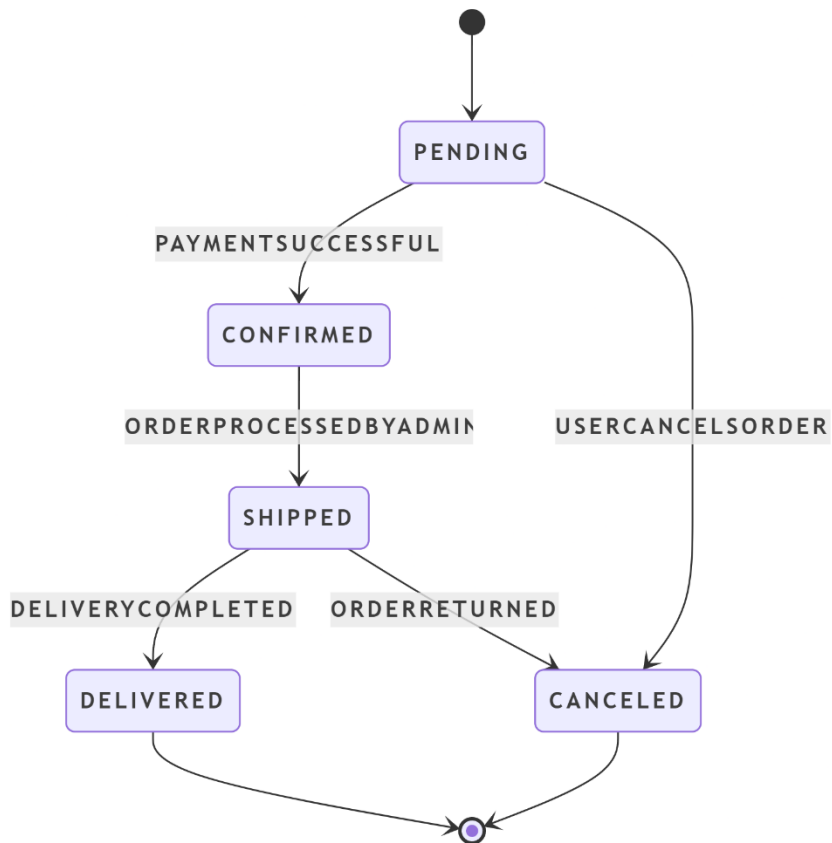 PENDING
PAYMENTSUCCESSFUL
CONFIRMED
ORDERPROCESSEDBYADMIN
USERCANCELSORDER
SHIPPED
DELIVERYCOMPLETED
ORDERRETURNED
DELIVERED
CANCELED